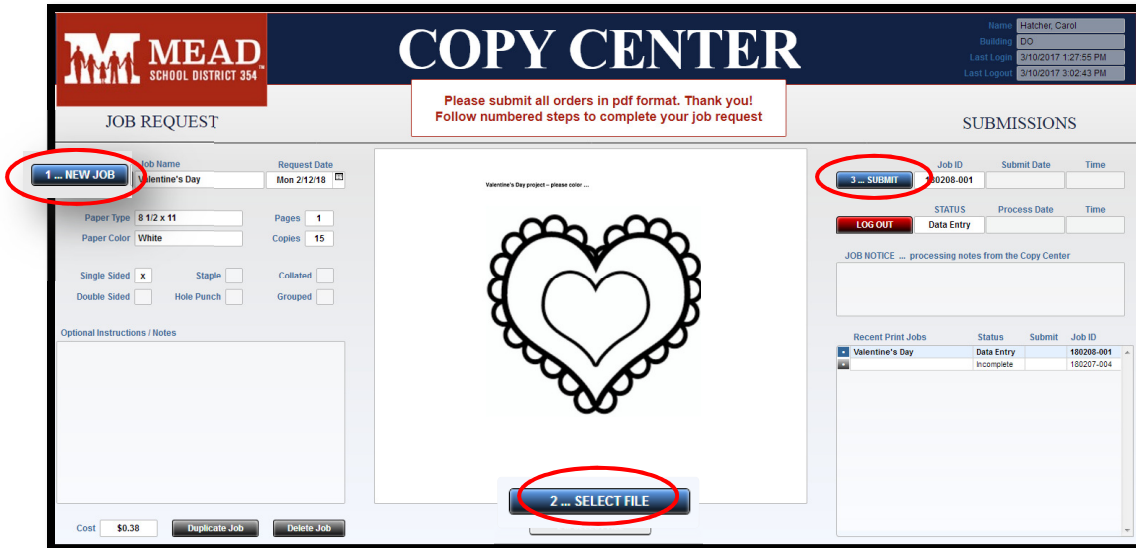 MEAD
SCHOOL DISTRICT 354
COPY CENTER
Name Hatcher, Carol
Building DO
Last Login 3/10/2017 1:27:55 PM
Last Logout 3/10/2017 3:02:43 PM
Please submit all orders in pdf format. Thank you!
Follow numbered steps to complete your job request
JOB REQUEST
SUBMISSIONS
1 ... NEW JOB
Job Name Request Date
Valentine's Day Mon 2/12/18
Paper Type 8 1/2 x 11 Pages 1
Paper Color White Copies 15
Single Sided x Staple Collated
Double Sided Hole Punch Grouped
Optional Instructions / Notes
Cost $0.38 Duplicate Job Delete Job
Valentine's Day project – please color ...
2 ... SELECT FILE
Job ID Submit Date Time
3 ... SUBMIT 180208-001
STATUS Process Date Time
LOG OUT Data Entry
JOB NOTICE ... processing notes from the Copy Center
Recent Print Jobs Status Submit Job ID
Valentine's Day Data Entry 180208-001
Incomplete 180207-004